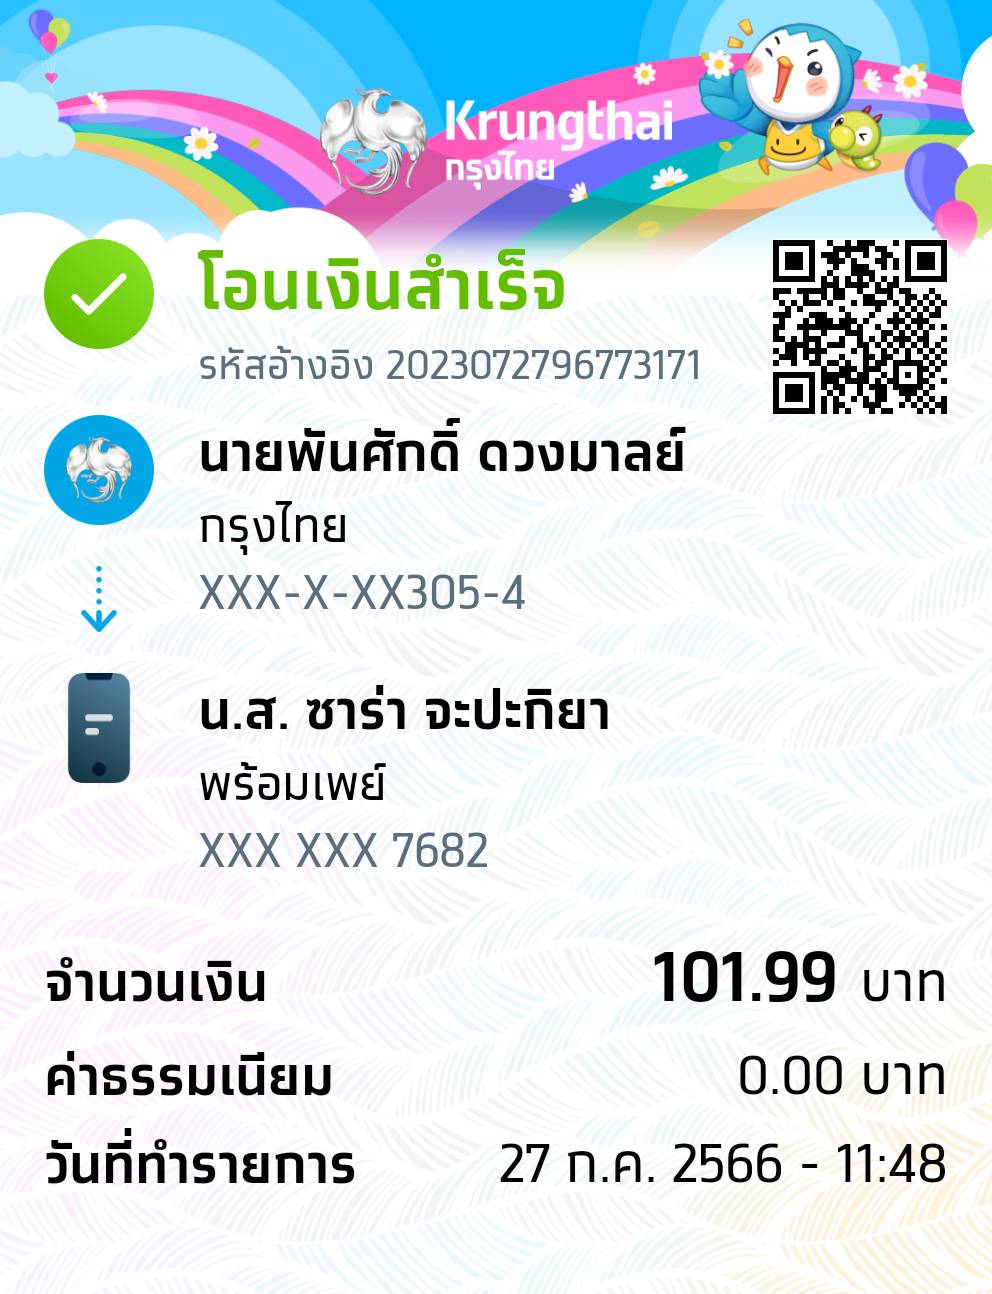 Krungthai
กรุงไทย
โอนเงินสำเร็จ
รหัสอ้างอิง 2023072796773171
นายพันศักดิ์ ดวงมาลย์
กรุงไทย
XXX-X-XX305-4
น.ส. ซาร่า จะปะกิยา
พร้อมเพย์
XXX XXX 7682
จำนวนเงิน 101.99 บาท
ค่าธรรมเนียม 0.00 บาท
วันที่ทำรายการ 27 ก.ค. 2566 - 11:48